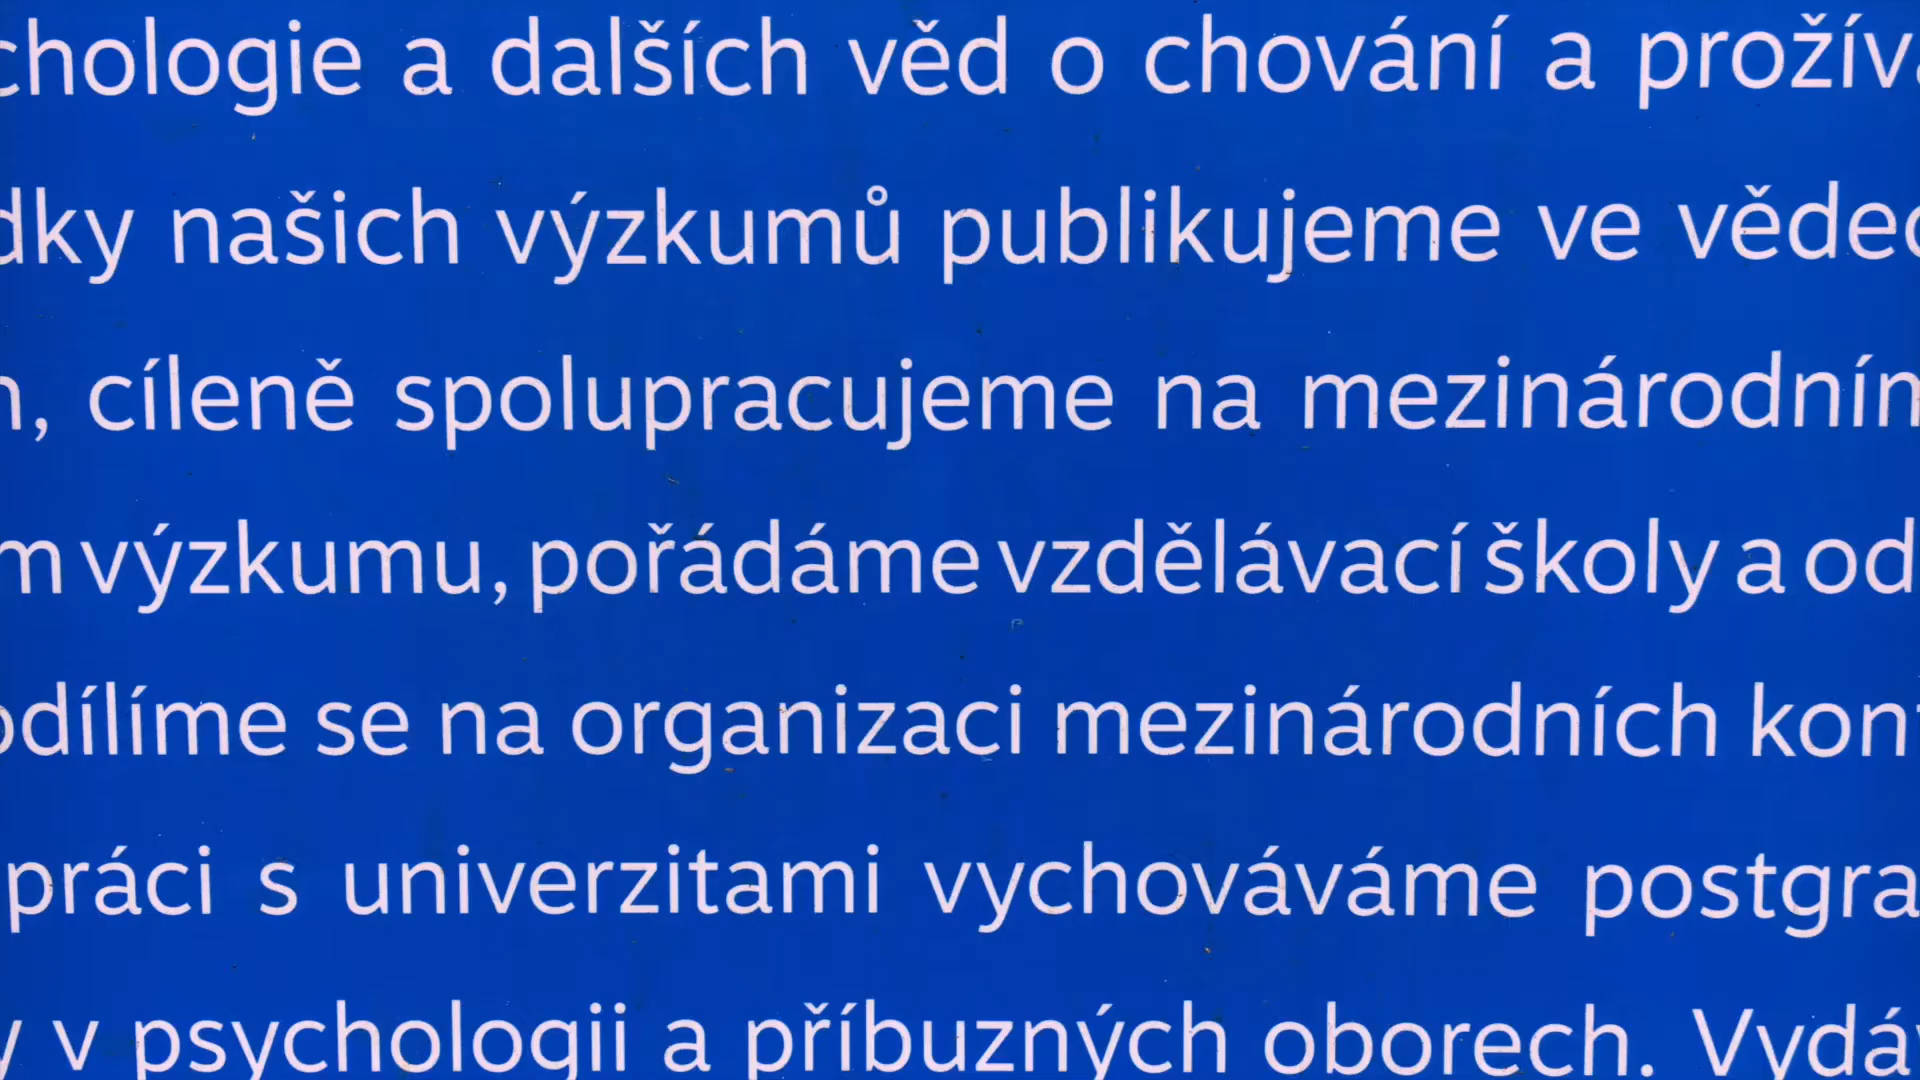 chologie a dalších věd o chování a prožíva
dky našich výzkumů publikujeme ve vědec
, cíleně spolupracujeme na mezinárodním
m výzkumu, pořádáme vzdělávací školy a od
odílíme se na organizaci mezinárodních kon
práci s univerzitami vychováváme postgra
y v psychologii a příbuzných oborech. Vydáv